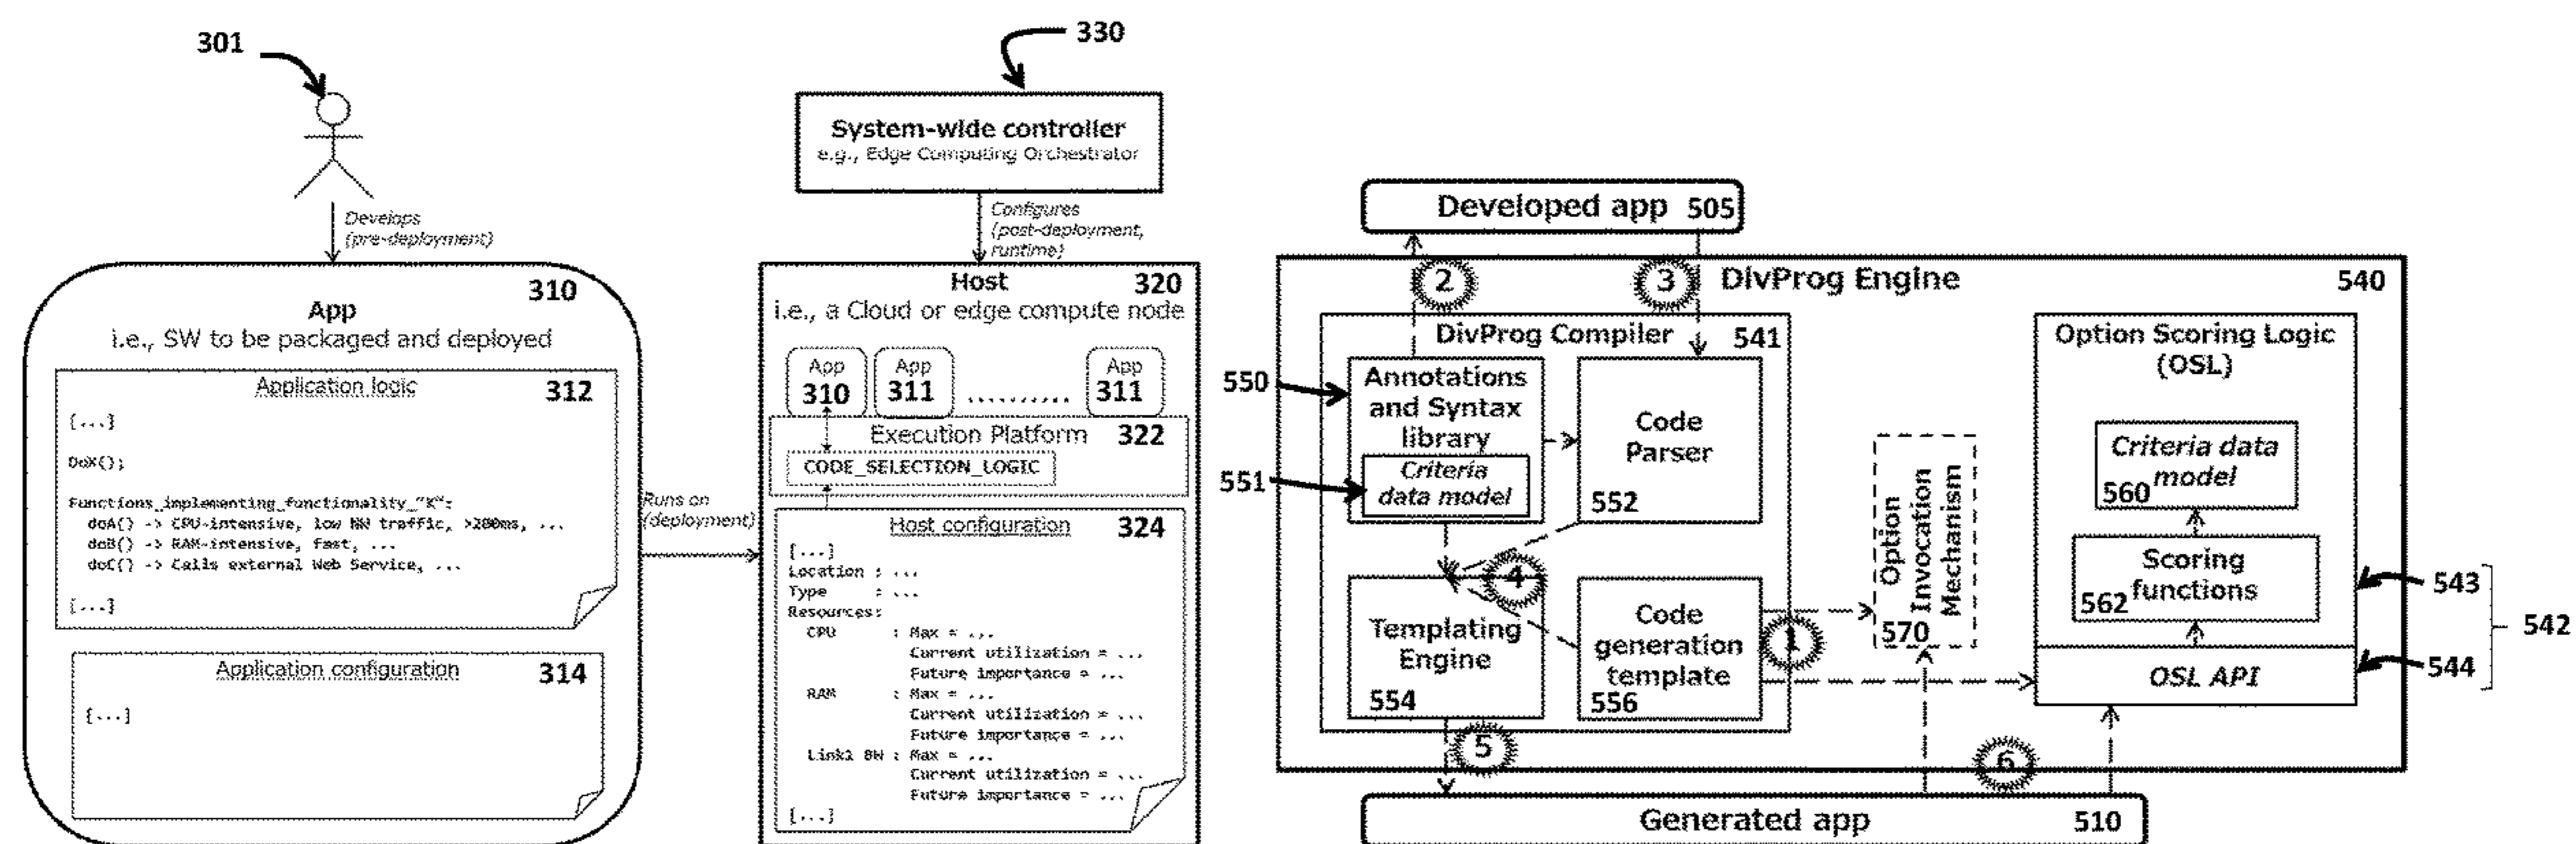 301
Develops
(pre-deployment)
310
App
i.e., SW to be packaged and deployed
Application logic 312
[...]
DoX();
Functions_implementing_functionality_"X":
doA() -> CPU-intensive, low NW traffic, >200ms, ...
doB() -> RAM-intensive, fast, ...
doC() -> Calls external Web Service, ...
[...]
Application configuration 314
[...]
Runs on
(deployment)
330
System-wide controller
e.g., Edge Computing Orchestrator
Configures
(post-deployment,
runtime)
Host 320
i.e., a Cloud or edge compute node
App App App
310 311 .......... 311
Execution Platform 322
CODE_SELECTION_LOGIC
Host configuration 324
[...]
Location : ...
Type : ...
Resources:
CPU : Max = ...
Current utilization = ...
Future importance = ...
RAM : Max = ...
Current utilization = ...
Future importance = ...
Link1 BW : Max = ...
Current utilization = ...
Future importance = ...
[...]
Developed app 505
2 3
DivProg Engine 540
DivProg Compiler 541
550
Annotations
and Syntax
library
551
Criteria
data model
Code
Parser
552
4
Templating
Engine
554
Code
generation
template
556
1
5
Option
Invocation
Mechanism
570
Option Scoring Logic
(OSL)
Criteria data
model
560
Scoring
functions
562
OSL API
543
542
544
6
Generated app 510